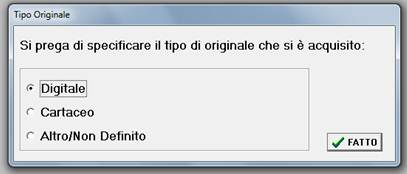 Tipo Originale
Si prega di specificare il tipo di originale che si è acquisito:
Digitale
Cartaceo
Altro/Non Definito
FATTO